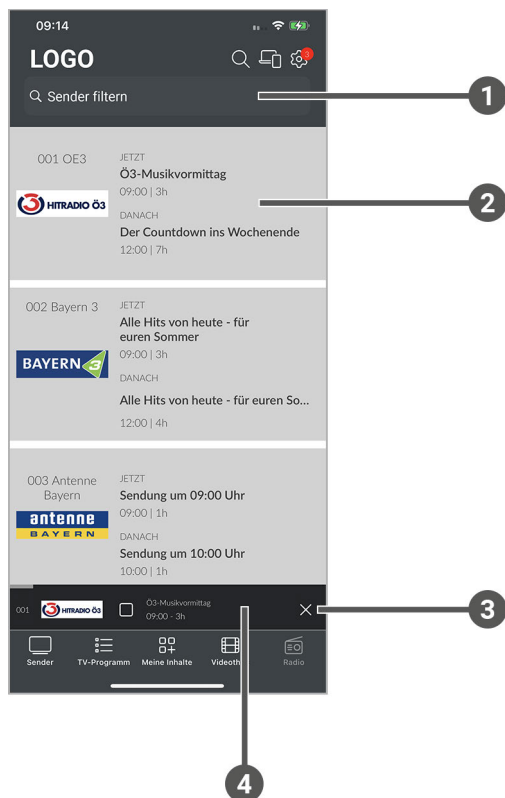 09:14
LOGO
3
Sender filtern
1
001 OE3
JETZT
Ö3-Musikvormittag
09:00 | 3h
3 HITRADIO Ö3
DANACH
Der Countdown ins Wochenende
12:00 | 7h
2
002 Bayern 3
JETZT
Alle Hits von heute - für
euren Sommer
09:00 | 3h
BAYERN 3
DANACH
Alle Hits von heute - für euren So...
12:00 | 4h
003 Antenne
Bayern
JETZT
Sendung um 09:00 Uhr
09:00 | 1h
antenne
BAYERN
DANACH
Sendung um 10:00 Uhr
10:00 | 1h
001
3 HITRADIO Ö3
Ö3-Musikvormittag
09:00 - 3h
3
Sender
TV-Programm
Meine Inhalte
Videoth
Radio
4